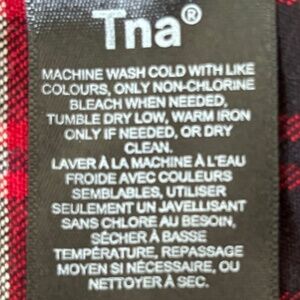 Tna®
MACHINE WASH COLD WITH LIKE
COLOURS, ONLY NON-CHLORINE
BLEACH WHEN NEEDED,
TUMBLE DRY LOW, WARM IRON
ONLY IF NEEDED, OR DRY
CLEAN.
LAVER À LA MACHINE À L'EAU
FROIDE AVEC COULEURS
SEMBLABLES, UTILISER
SEULEMENT UN JAVELLISANT
SANS CHLORE AU BESOIN,
SÉCHER À BASSE
TEMPÉRATURE, REPASSAGE
MOYEN SI NÉCESSAIRE, OU
NETTOYER À SEC.